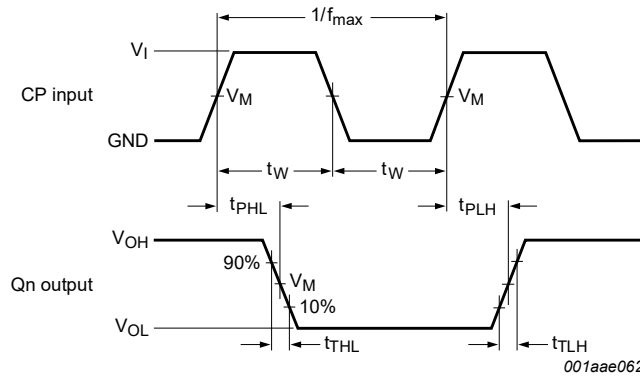 1/fmax
VI
CP input
VM
VM
GND
tW
tW
tPHL
tPLH
VOH
90%
VM
Qn output
10%
VOL
tTHL
tTLH
001aae062